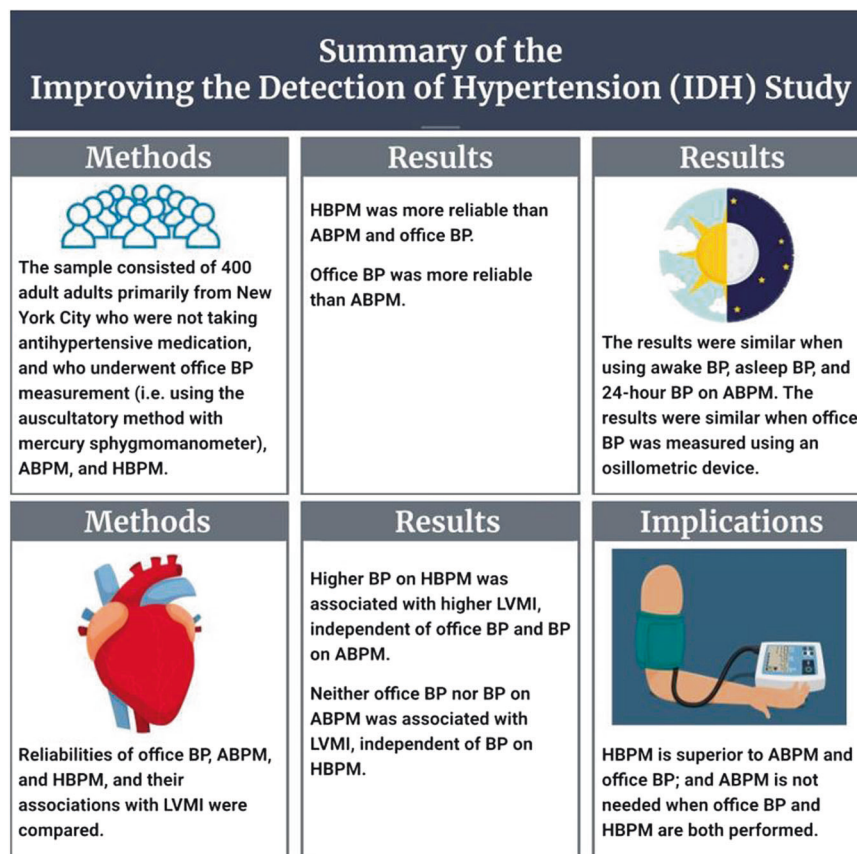 Summary of the
Improving the Detection of Hypertension (IDH) Study
Methods
The sample consisted of 400
adult adults primarily from New
York City who were not taking
antihypertensive medication,
and who underwent office BP
measurement (i.e. using the
auscultatory method with
mercury sphygmomanometer),
ABPM, and HBPM.
Results
HBPM was more reliable than
ABPM and office BP.
Office BP was more reliable
than ABPM.
Results
The results were similar when
using awake BP, asleep BP, and
24-hour BP on ABPM. The
results were similar when office
BP was measured using an
osillometric device.
Methods
Reliabilities of office BP, ABPM,
and HBPM, and their
associations with LVMI were
compared.
Results
Higher BP on HBPM was
associated with higher LVMI,
independent of office BP and BP
on ABPM.
Neither office BP nor BP on
ABPM was associated with
LVMI, independent of BP on
HBPM.
Implications
HBPM is superior to ABPM and
office BP; and ABPM is not
needed when office BP and
HBPM are both performed.